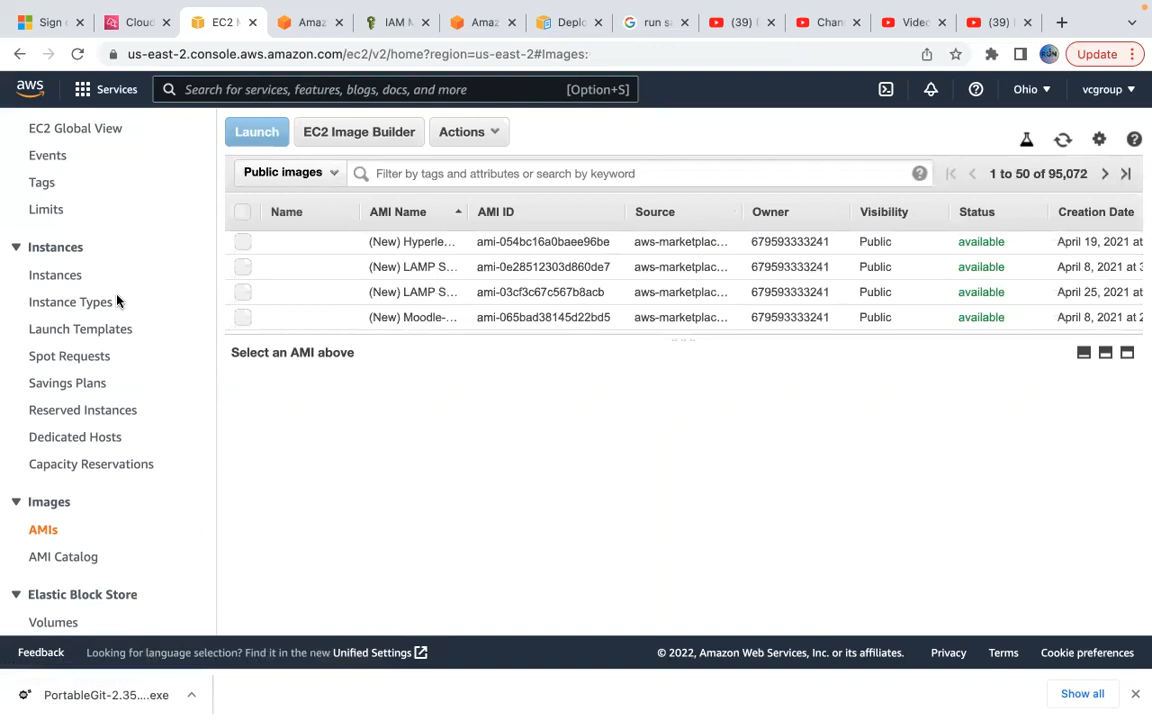 Sign
Cloud
EC2
Amaz
IAM M
Amaz
Deplo
run sa
(39)
Chan
Video
(39)
us-east-2.console.aws.amazon.com/ec2/v2/home?region=us-east-2#Images:
Update
aws
Services
Search for services, features, blogs, docs, and more
[Option+S]
Ohio
vcgroup
EC2 Global View
Events
Tags
Limits
Instances
Instances
Instance Types
Launch Templates
Spot Requests
Savings Plans
Reserved Instances
Dedicated Hosts
Capacity Reservations
Images
AMIs
AMI Catalog
Elastic Block Store
Volumes
Launch
EC2 Image Builder
Actions
Public images
Filter by tags and attributes or search by keyword
1 to 50 of 95,072
Name AMI Name AMI ID Source Owner Visibility Status Creation Date
(New) Hyperle... ami-054bc16a0baee96be aws-marketplac... 679593333241 Public available April 19, 2021 at
(New) LAMP S... ami-0e28512303d860de7 aws-marketplac... 679593333241 Public available April 8, 2021 at 3
(New) LAMP S... ami-03cf3c67c567b8acb aws-marketplac... 679593333241 Public available April 25, 2021 at
(New) Moodle-... ami-065bad38145d22bd5 aws-marketplac... 679593333241 Public available April 8, 2021 at 2
Select an AMI above
Feedback
Looking for language selection? Find it in the new Unified Settings
© 2022, Amazon Web Services, Inc. or its affiliates.
Privacy
Terms
Cookie preferences
PortableGit-2.35....exe
Show all